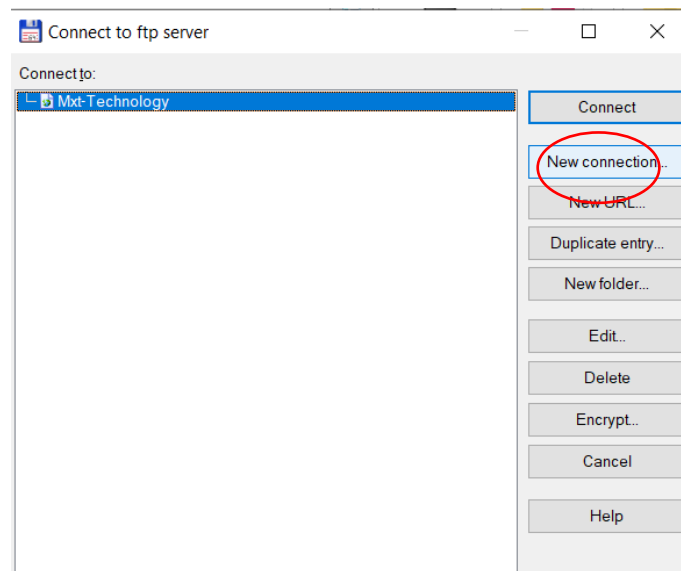 Connect to ftp server
Connect to:
Mxt-Technology
Connect
New connection...
New URL...
Duplicate entry...
New folder...
Edit...
Delete
Encrypt...
Cancel
Help